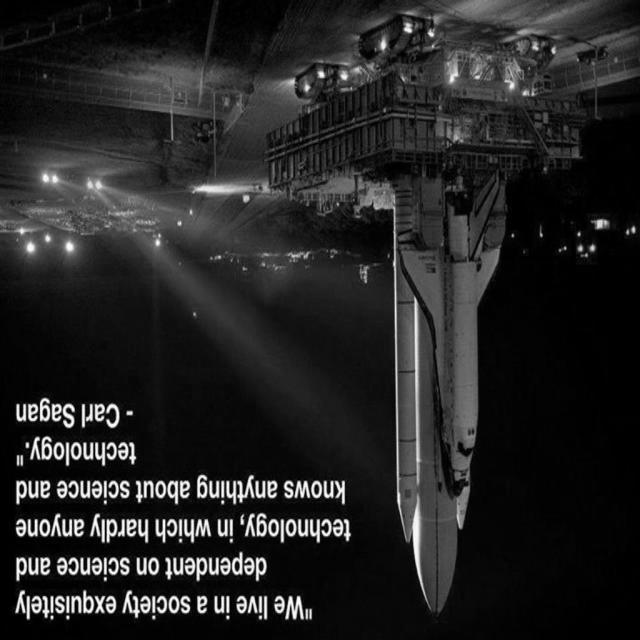 "We live in a society exquisitely
dependent on science and
technology, in which hardly anyone
knows anything about science and
technology."
- Carl Sagan